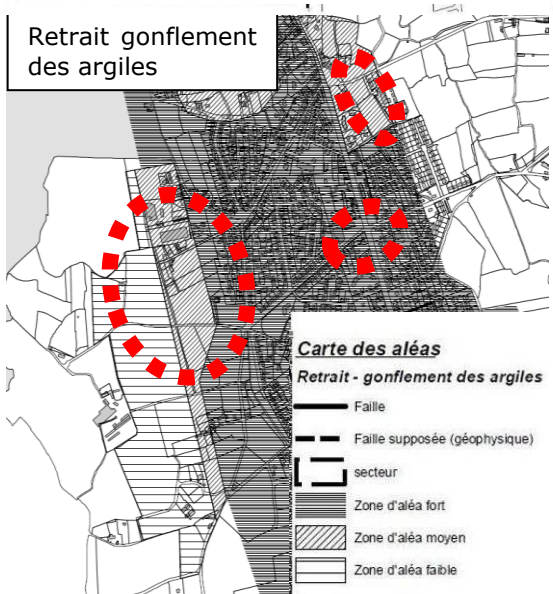 Retrait gonflement
des argiles
Carte des aléas
Retrait - gonflement des argiles
Faille
Faille supposée (géophysique)
secteur
Zone d'aléa fort
Zone d'aléa moyen
Zone d'aléa faible